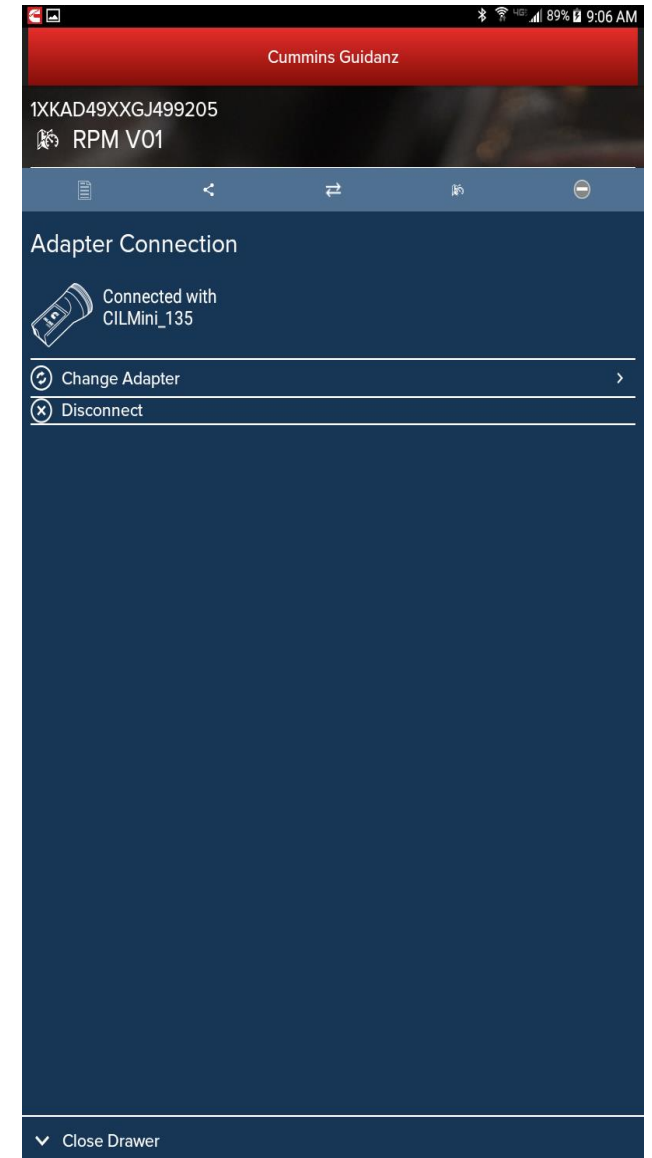 4G 89% 9:06 AM
Cummins Guidanz
1XKAD49XXGJ499205
RPM V01
Adapter Connection
Connected with
CILMini_135
Change Adapter
Disconnect
Close Drawer